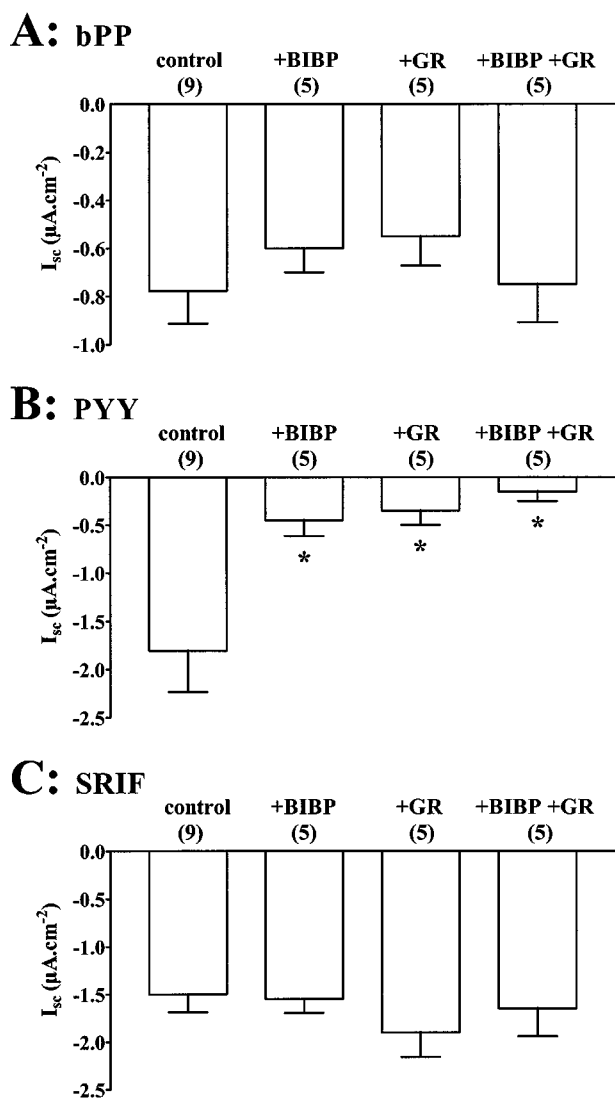 A: bPP
control +BIBP +GR +BIBP +GR
(9) (5) (5) (5)
0.0
-0.2
-0.4
-0.6
-0.8
-1.0
Isc (µA.cm-2)
B: PYY
control +BIBP +GR +BIBP +GR
(9) (5) (5) (5)
0.0
-0.5
-1.0
-1.5
-2.0
-2.5
Isc (µA.cm-2)
* * *
C: SRIF
control +BIBP +GR +BIBP +GR
(9) (5) (5) (5)
0.0
-0.5
-1.0
-1.5
-2.0
-2.5
Isc (µA.cm-2)